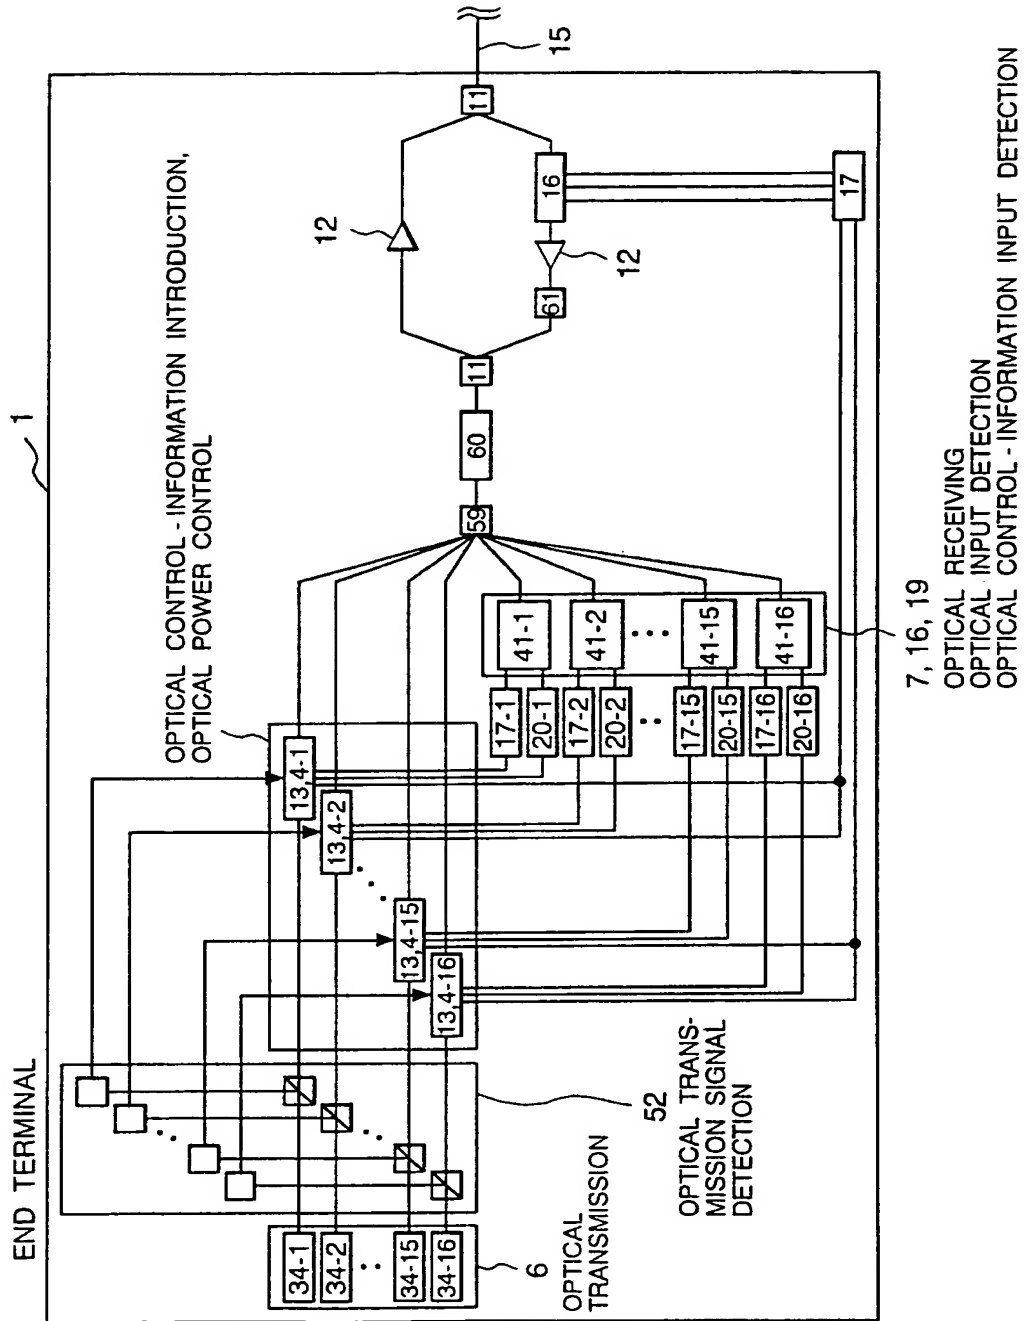 END TERMINAL
1
OPTICAL CONTROL - INFORMATION INTRODUCTION,
OPTICAL POWER CONTROL
34-1
34-2
34-15
34-16
6
OPTICAL
TRANSMISSION
52
OPTICAL TRANS-
MISSION SIGNAL
DETECTION
13,4-1
13,4-2
13,4-15
13,4-16
17-1
20-1
17-2
20-2
17-15
20-15
17-16
20-16
41-1
41-2
41-15
41-16
59
60
11
12
61
12
16
11
15
17
7, 16, 19
OPTICAL RECEIVING
OPTICAL INPUT DETECTION
OPTICAL CONTROL - INFORMATION INPUT DETECTION